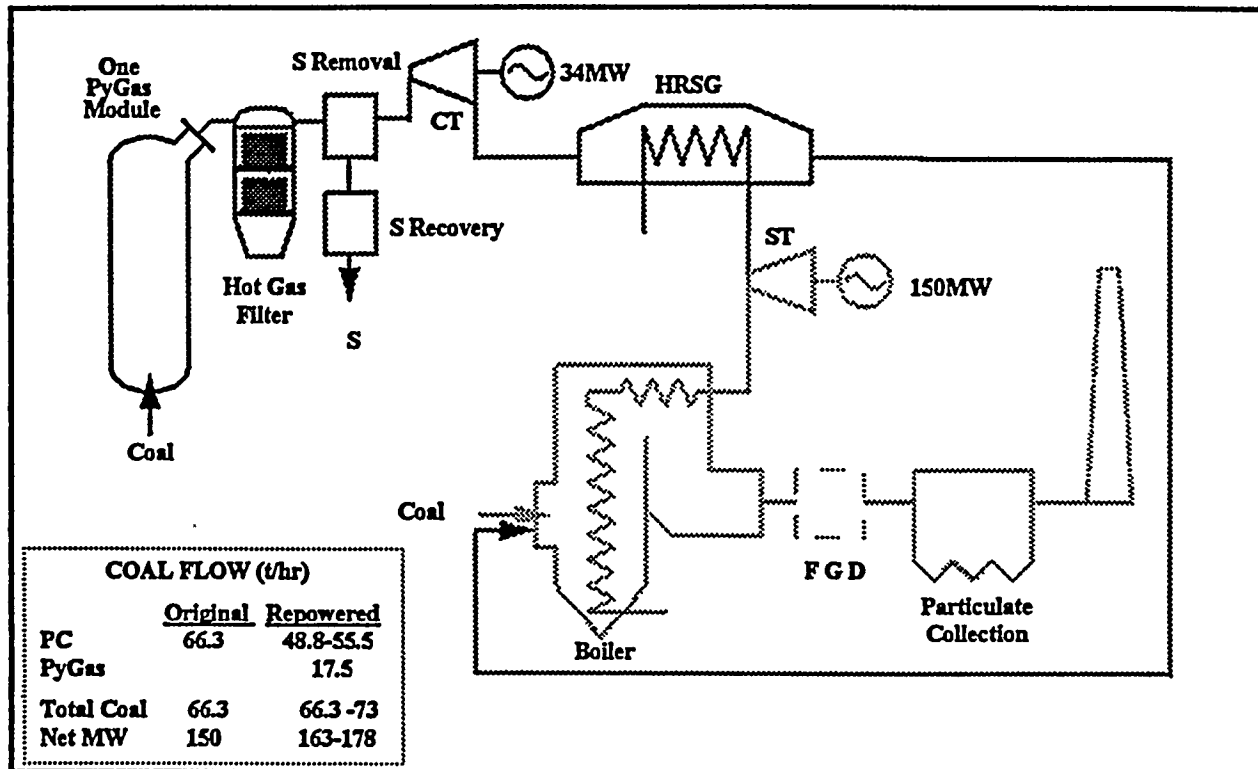 One
PyGas
Module
S Removal
34MW
CT
HRSG
S Recovery
Hot Gas
Filter
S
ST
150MW
Coal
Coal
F G D
Particulate
Collection
Boiler
COAL FLOW (t/hr)
Original Repowered
PC 66.3 48.8-55.5
PyGas 17.5
Total Coal 66.3 66.3 -73
Net MW 150 163-178